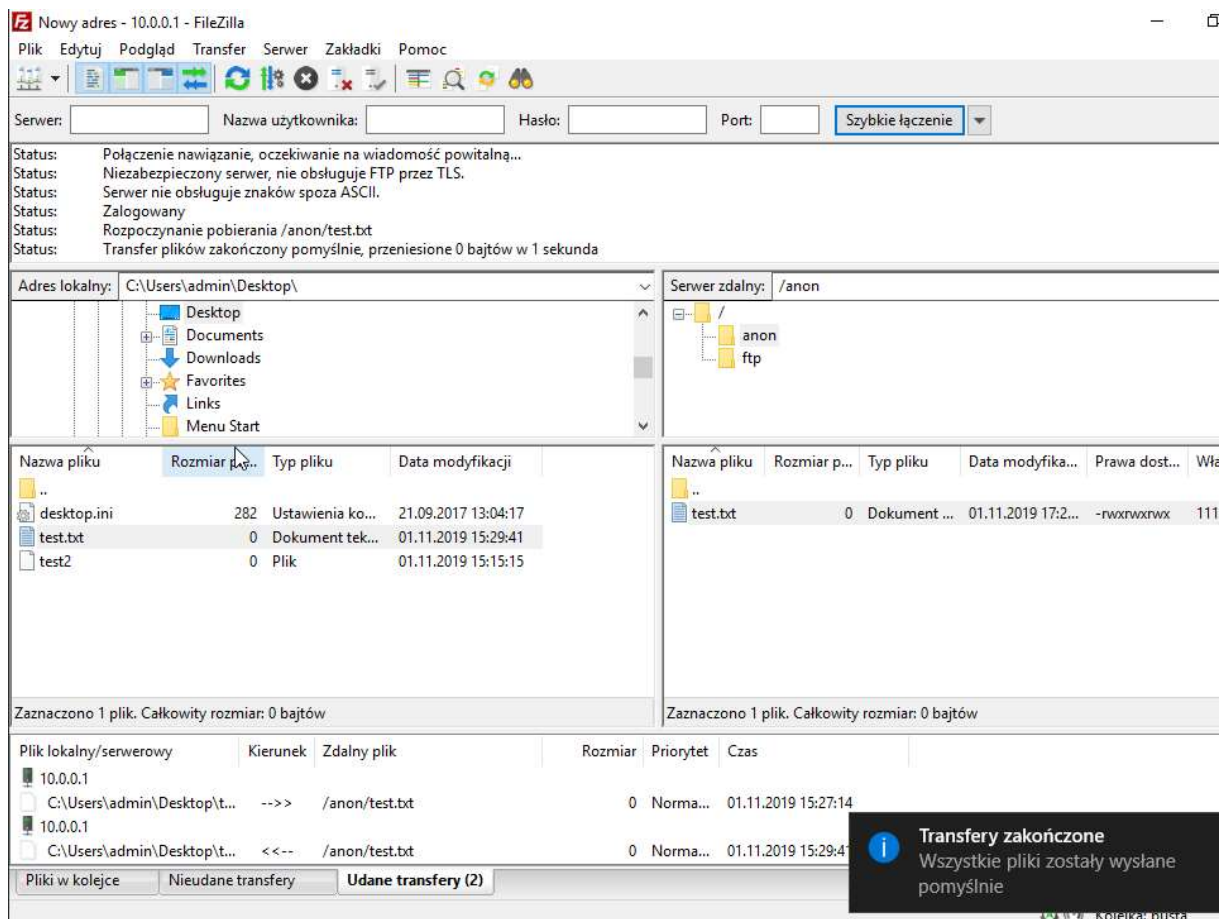 Nowy adres - 10.0.0.1 - FileZilla
Plik Edytuj Podgląd Transfer Serwer Zakładki Pomoc
Serwer: Nazwa użytkownika: Hasło: Port: Szybkie łączenie
Status: Połączenie nawiązanie, oczekiwanie na wiadomość powitalną...
Status: Niezabezpieczony serwer, nie obsługuje FTP przez TLS.
Status: Serwer nie obsługuje znaków spoza ASCII.
Status: Zalogowany
Status: Rozpoczynanie pobierania /anon/test.txt
Status: Transfer plików zakończony pomyślnie, przeniesione 0 bajtów w 1 sekunda
Adres lokalny: C:\Users\admin\Desktop\
Desktop
Documents
Downloads
Favorites
Links
Menu Start
Serwer zdalny: /anon
/
anon
ftp
Nazwa pliku Rozmiar p... Typ pliku Data modyfikacji
..
desktop.ini 282 Ustawienia ko... 21.09.2017 13:04:17
test.txt 0 Dokument tek... 01.11.2019 15:29:41
test2 0 Plik 01.11.2019 15:15:15
Zaznaczono 1 plik. Całkowity rozmiar: 0 bajtów
Nazwa pliku Rozmiar p... Typ pliku Data modyfika... Prawa dost... Wła
..
test.txt 0 Dokument ... 01.11.2019 17:2... -rwxrwxrwx 111
Zaznaczono 1 plik. Całkowity rozmiar: 0 bajtów
Plik lokalny/serwerowy Kierunek Zdalny plik Rozmiar Priorytet Czas
10.0.0.1
C:\Users\admin\Desktop\t... -->> /anon/test.txt 0 Norma... 01.11.2019 15:27:14
10.0.0.1
C:\Users\admin\Desktop\t... <<-- /anon/test.txt 0 Norma... 01.11.2019 15:29:41
Pliki w kolejce Nieudane transfery Udane transfery (2)
Transfery zakończone
Wszystkie pliki zostały wysłane
pomyślnie
Kolejka: pusta